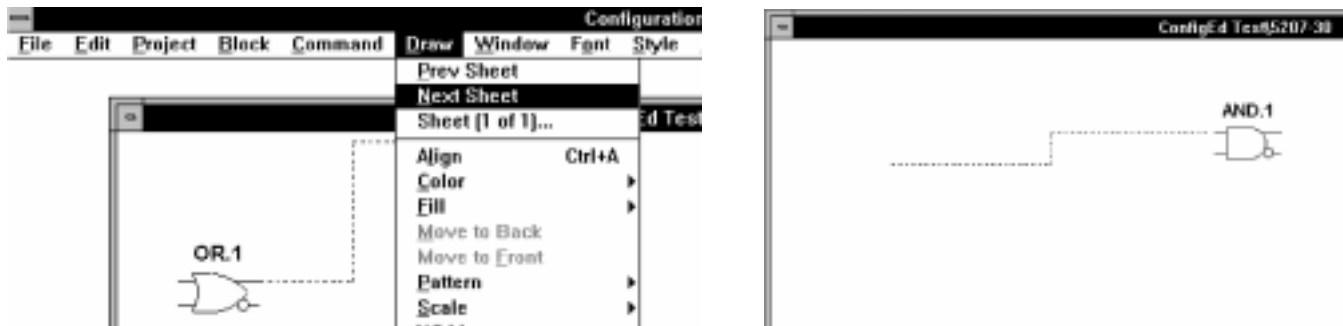 Configuration
File Edit Project Block Command Draw Window Font Style
Prev Sheet
Next Sheet
Sheet (1 of 1)...
Ed Test
Align Ctrl+A
Color
Fill
Move to Back
Move to Front
Pattern
Scale
OR.1
ConfigEd Test\5207-30
AND.1